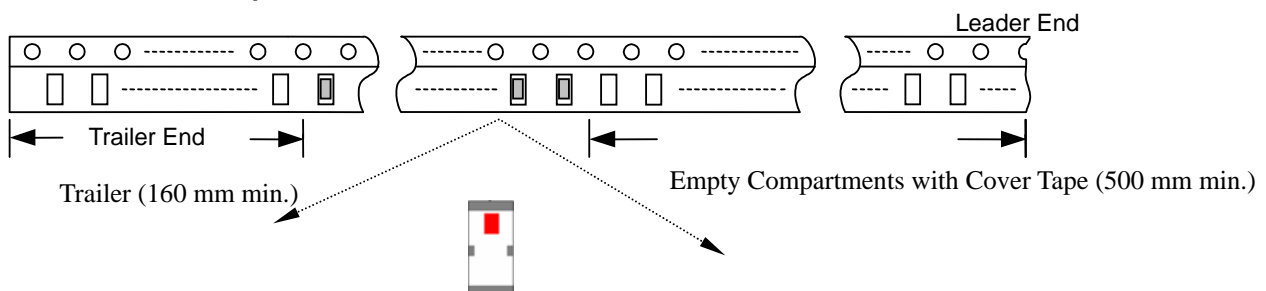 Leader End
Trailer End
Trailer (160 mm min.)
Empty Compartments with Cover Tape (500 mm min.)